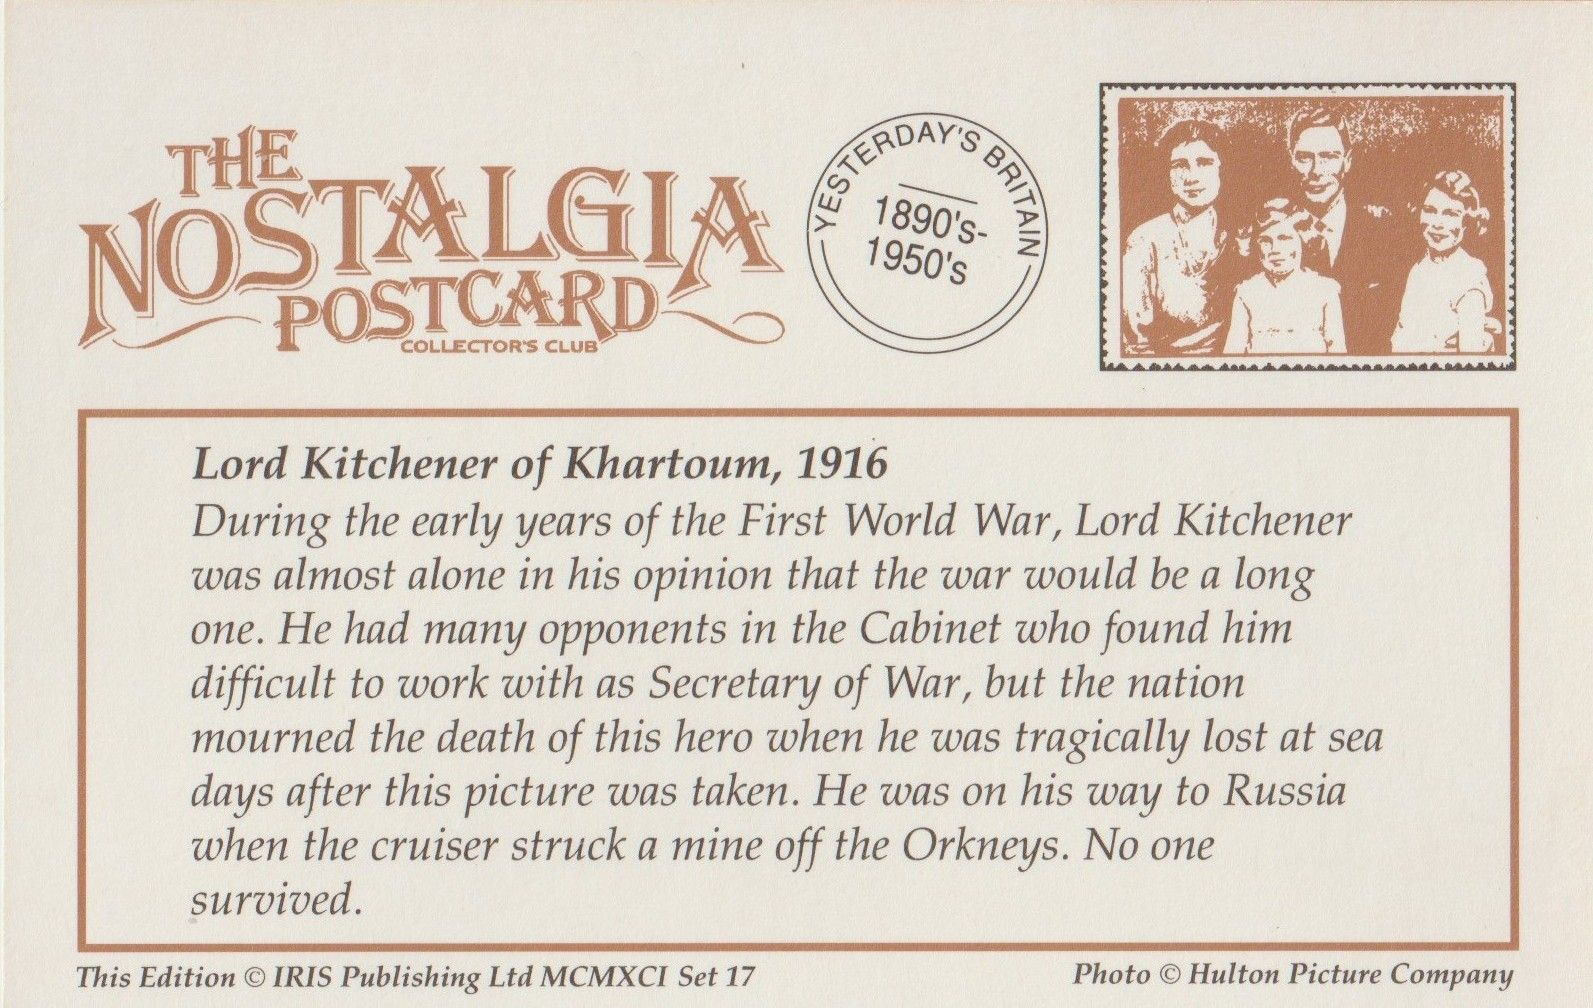 THE
NOSTALGIA
POSTCARD
COLLECTOR'S CLUB
YESTERDAY'S BRITAIN
1890's-
1950's
Lord Kitchener of Khartoum, 1916
During the early years of the First World War, Lord Kitchener
was almost alone in his opinion that the war would be a long
one. He had many opponents in the Cabinet who found him
difficult to work with as Secretary of War, but the nation
mourned the death of this hero when he was tragically lost at sea
days after this picture was taken. He was on his way to Russia
when the cruiser struck a mine off the Orkneys. No one
survived.
This Edition © IRIS Publishing Ltd MCMXCI Set 17
Photo © Hulton Picture Company